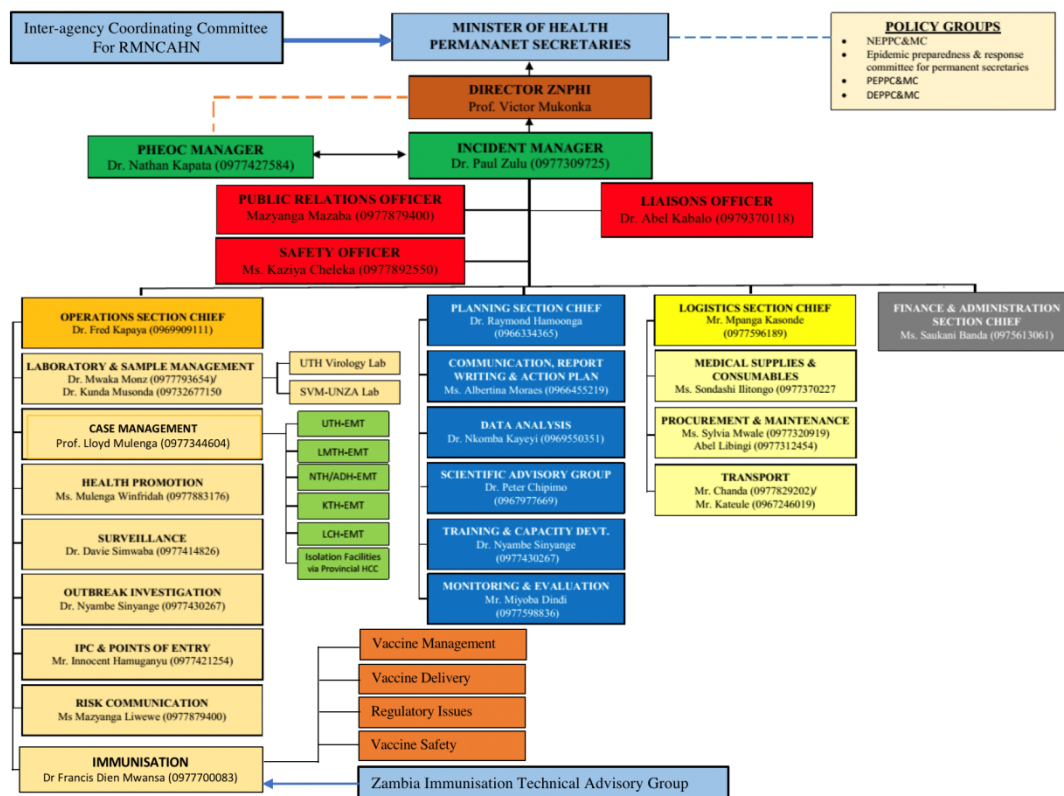 Inter-agency Coordinating Committee
For RMNCAHN
MINISTER OF HEALTH
PERMANANET SECRETARIES
POLICY GROUPS
• NEPPC&MC
• Epidemic preparedness & response
committee for permanent secretaries
• PEPPC&MC
• DEPPC&MC
DIRECTOR ZNPHI
Prof. Victor Mukonka
PHEOC MANAGER
Dr. Nathan Kapata (0977427584)
INCIDENT MANAGER
Dr. Paul Zulu (0977309725)
PUBLIC RELATIONS OFFICER
Mazyanga Mazaba (0977879400)
LIAISONS OFFICER
Dr. Abel Kabalo (0979370118)
SAFETY OFFICER
Ms. Kaziya Cheleka (0977892550)
OPERATIONS SECTION CHIEF
Dr. Fred Kapaya (0969909111)
LABORATORY & SAMPLE MANAGEMENT
Dr. Mwaka Monz (0977793654)/
Dr. Kunda Musonda (09732677150
UTH Virology Lab
SVM-UNZA Lab
CASE MANAGEMENT
Prof. Lloyd Mulenga (0977344604)
UTH-EMT
LMTH-EMT
NTH/ADH-EMT
KTH-EMT
LCH-EMT
Isolation Facilities
via Provincial HCC
HEALTH PROMOTION
Ms. Mulenga Winfridah (0977883176)
SURVEILLANCE
Dr. Davie Simwaba (0977414826)
OUTBREAK INVESTIGATION
Dr. Nyambe Sinyange (0977430267)
IPC & POINTS OF ENTRY
Mr. Innocent Hamuganyu (0977421254)
RISK COMMUNICATION
Ms Mazyanga Liwewe (0977879400)
IMMUNISATION
Dr Francis Dien Mwansa (0977700083)
Vaccine Management
Vaccine Delivery
Regulatory Issues
Vaccine Safety
Zambia Immunisation Technical Advisory Group
PLANNING SECTION CHIEF
Dr. Raymond Hamoonga
(0966334365)
COMMUNICATION, REPORT
WRITING & ACTION PLAN
Ms. Albertina Moraes (0966455219)
DATA ANALYSIS
Dr. Nkomba Kayeyi (0969550351)
SCIENTIFIC ADVISORY GROUP
Dr. Peter Chipimo
(0967977669)
TRAINING & CAPACITY DEVT.
Dr. Nyambe Sinyange
(0977430267)
MONITORING & EVALUATION
Mr. Miyoba Dindi
(0977598836)
LOGISTICS SECTION CHIEF
Mr. Mpanga Kasonde
(0977596189)
MEDICAL SUPPLIES &
CONSUMABLES
Ms. Sondashi Ilitongo (0977370227
PROCUREMENT & MAINTENANCE
Ms. Sylvia Mwale (0977320919)
Abel Libingi (0977312454)
TRANSPORT
Mr. Chanda (0977829202)/
Mr. Kateule (0967246019)
FINANCE & ADMINISTRATION
SECTION CHIEF
Ms. Saukani Banda (0975613061)